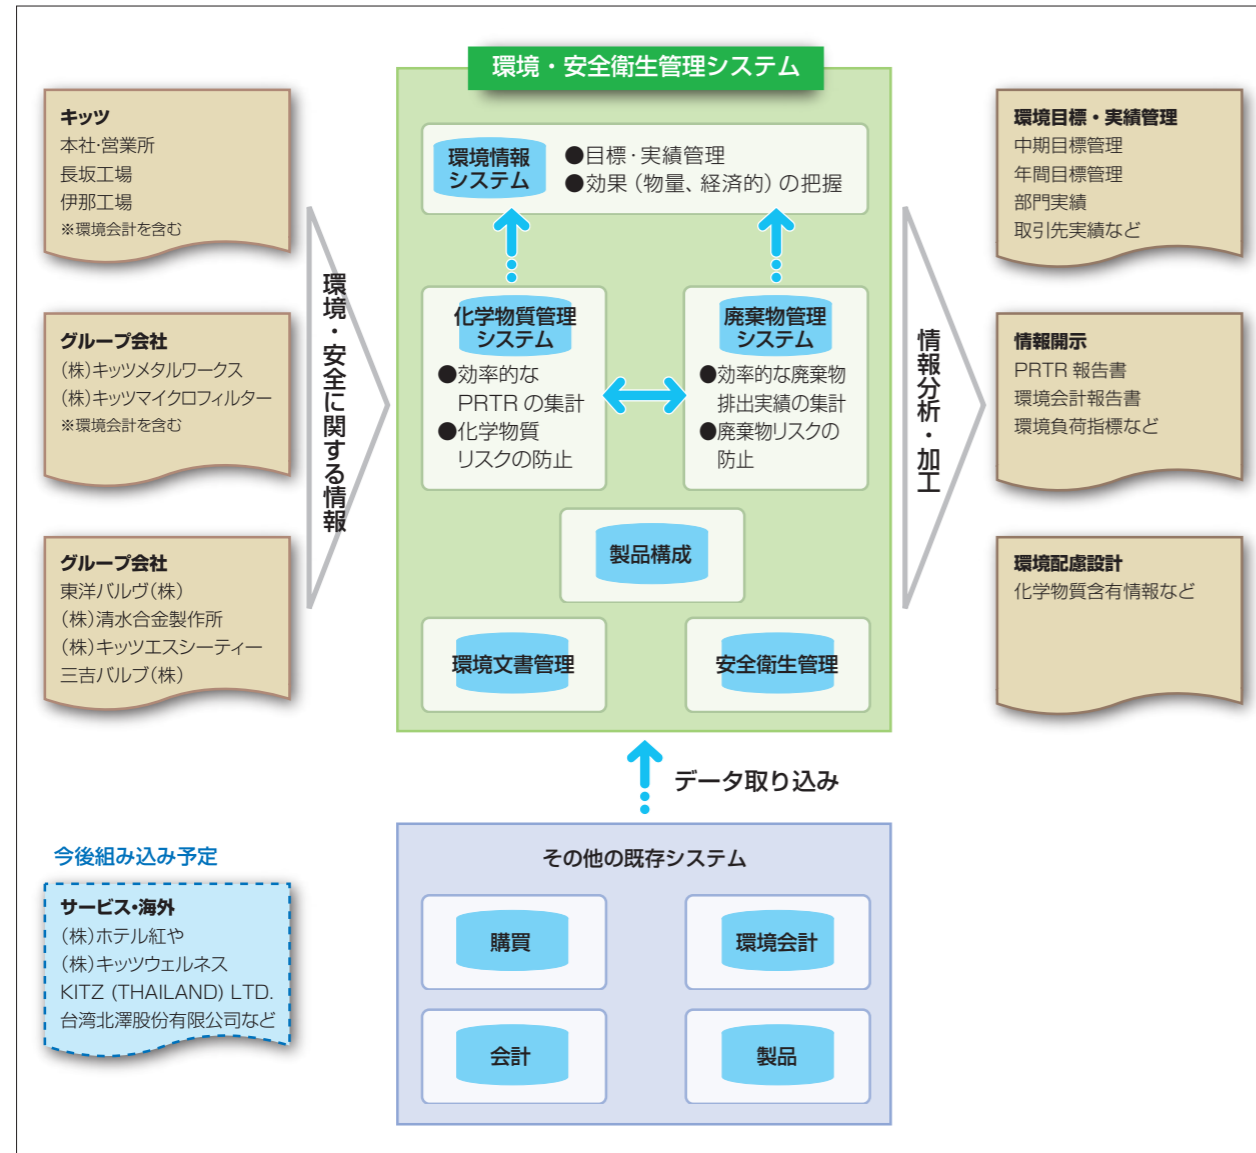 環境・安全衛生管理システム
キッツ
本社・営業所
長坂工場
伊那工場
※環境会計を含む
グループ会社
(株)キッツメタルワークス
(株)キッツマイクロフィルター
※環境会計を含む
グループ会社
東洋バルヴ(株)
(株)清水合金製作所
(株)キッツエスシーティー
三吉バルブ(株)
環境・安全に関する情報
環境情報
システム
●目標・実績管理
●効果(物量、経済的)の把握
化学物質管理
システム
●効率的な
PRTR の集計
●化学物質
リスクの防止
廃棄物管理
システム
●効率的な廃棄物
排出実績の集計
●廃棄物リスクの
防止
製品構成
環境文書管理
安全衛生管理
情報分析・加工
環境目標・実績管理
中期目標管理
年間目標管理
部門実績
取引先実績など
情報開示
PRTR 報告書
環境会計報告書
環境負荷指標など
環境配慮設計
化学物質含有情報など
データ取り込み
今後組み込み予定
サービス・海外
(株)ホテル紅や
(株)キッツウェルネス
KITZ (THAILAND) LTD.
台湾北澤股份有限公司など
その他の既存システム
購買
環境会計
会計
製品